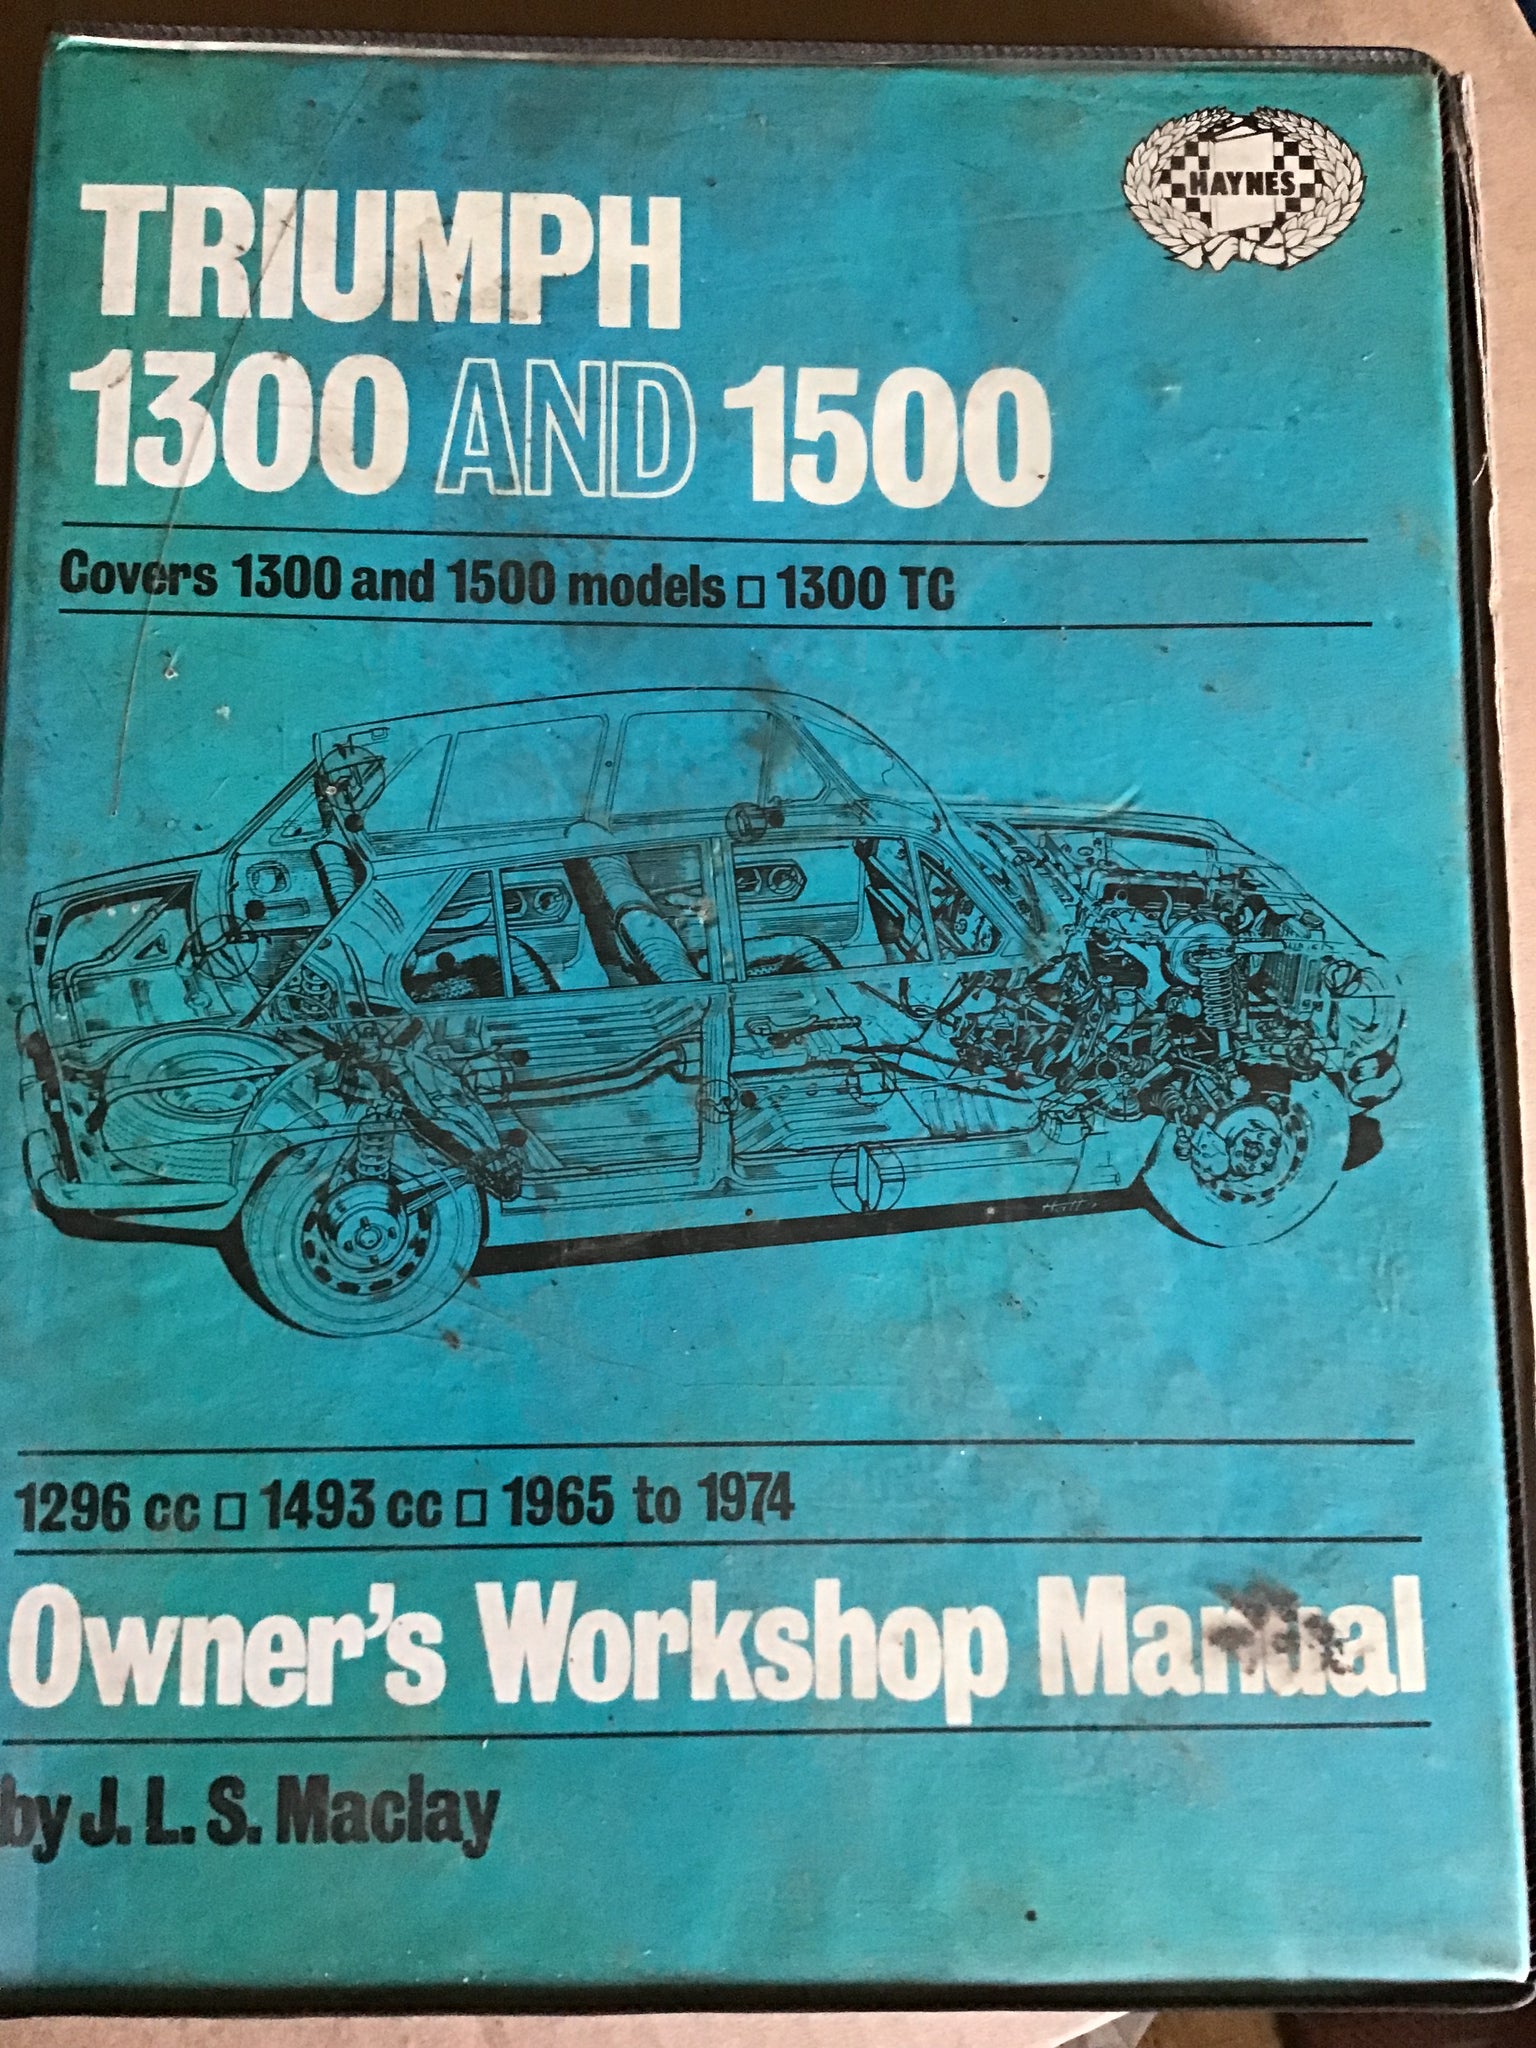 HAYNES
TRIUMPH
1300 AND 1500
Covers 1300 and 1500 models □ 1300 TC
1296 cc □ 1493 cc □ 1965 to 1974
Owner's Workshop Manual
by J. L. S. Maclay